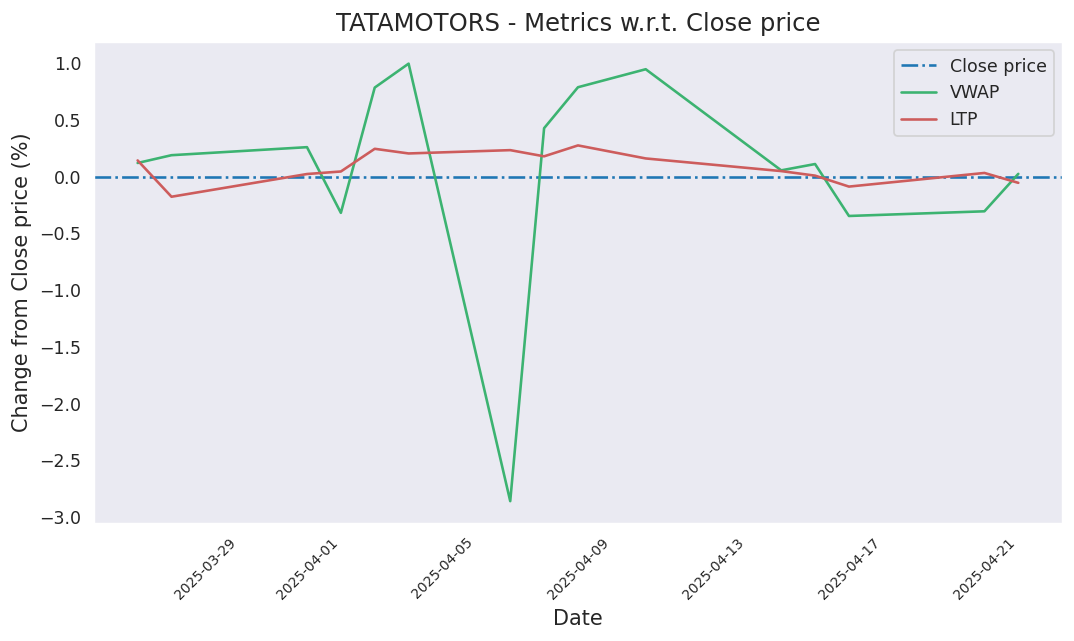 TATAMOTORS - Metrics w.r.t. Close price
Close price
VWAP
LTP
Change from Close price (%)
1.0
0.5
0.0
−0.5
−1.0
−1.5
−2.0
−2.5
−3.0
2025-03-29
2025-04-01
2025-04-05
2025-04-09
2025-04-13
2025-04-17
2025-04-21
Date